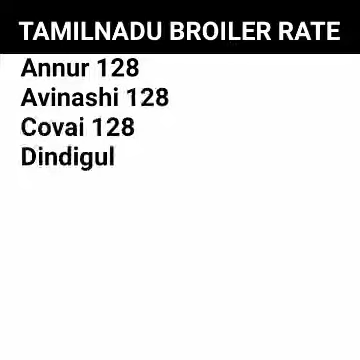 TAMILNADU BROILER RATE
Annur 128
Avinashi 128
Covai 128
Dindigul